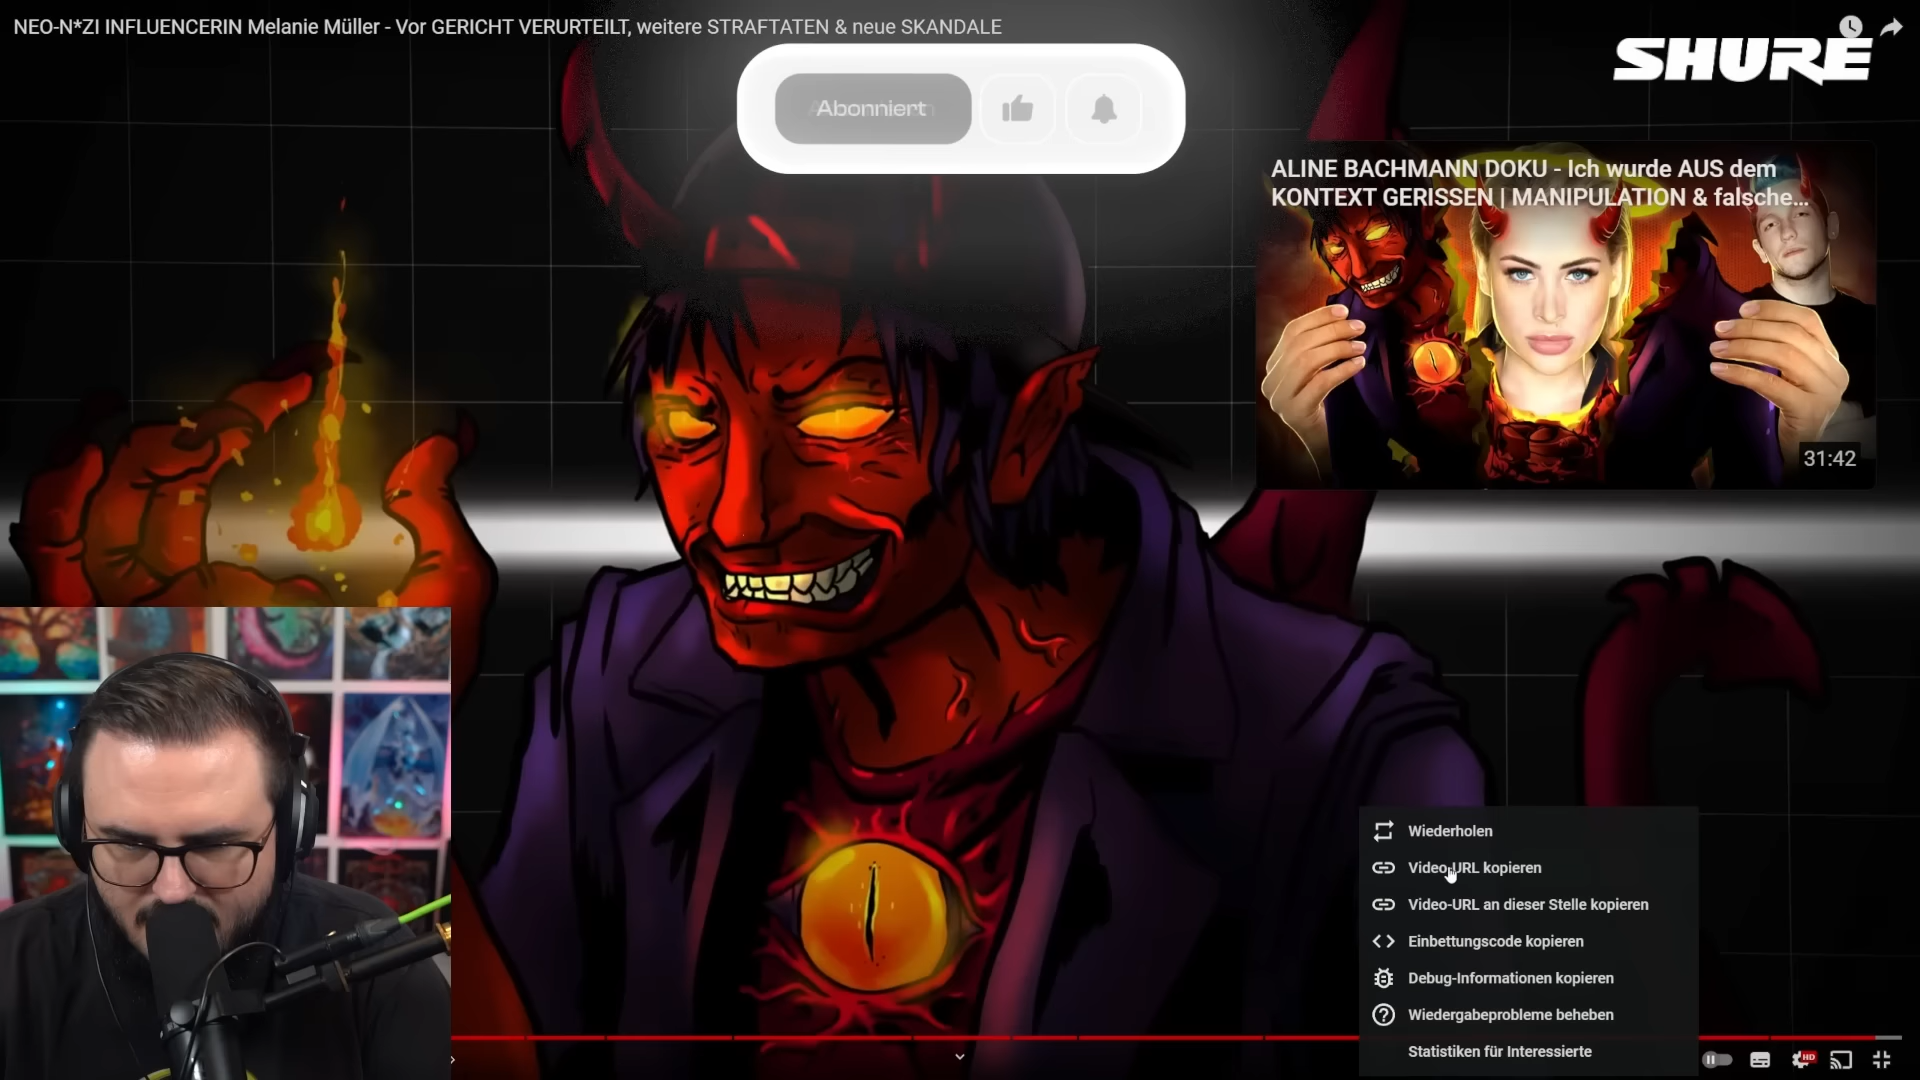 NEO-N*ZI INFLUENCERIN Melanie Müller - Vor GERICHT VERURTEILT, weitere STRAFTATEN & neue SKANDALE
SHURE
Abonniert
ALINE BACHMANN DOKU - Ich wurde AUS dem
KONTEXT GERISSEN | MANIPULATION & falsche...
31:42
Wiederholen
Video-URL kopieren
Video-URL an dieser Stelle kopieren
Einbettungscode kopieren
Debug-Informationen kopieren
Wiedergabeprobleme beheben
Statistiken für Interessierte
HD